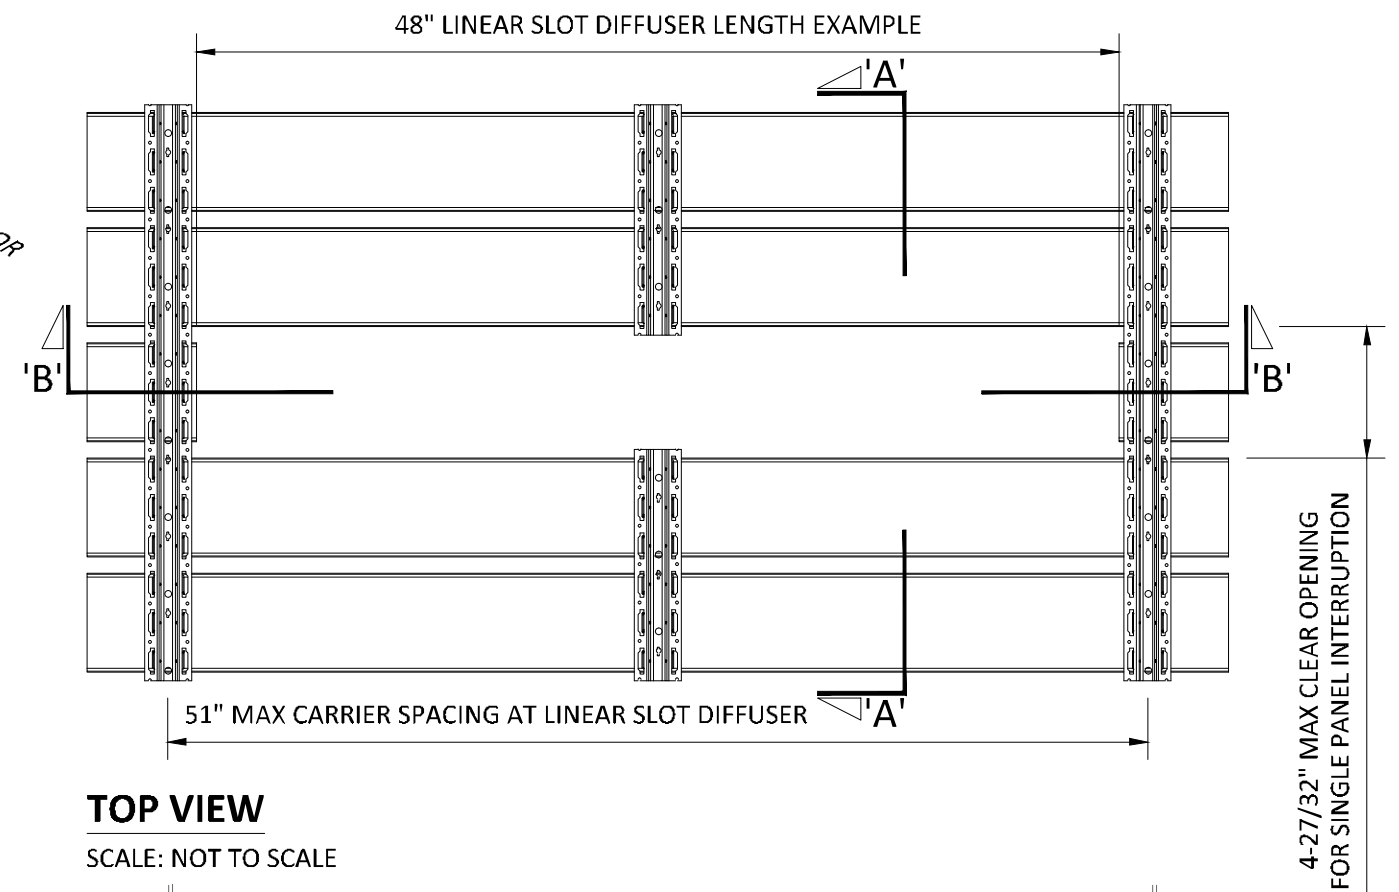 48" LINEAR SLOT DIFFUSER LENGTH EXAMPLE
'A'
OR
'B'
'B'
4-27/32" MAX CLEAR OPENING
FOR SINGLE PANEL INTERRUPTION
'A'
51" MAX CARRIER SPACING AT LINEAR SLOT DIFFUSER
TOP VIEW
SCALE: NOT TO SCALE